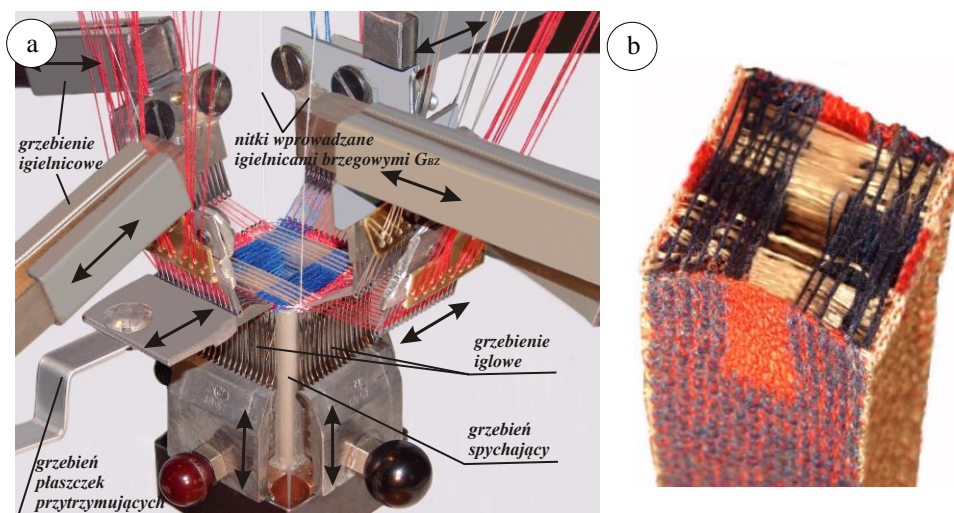 a
b
grzebienie
igielnicowe
nitki wprowadzane
igielnicami brzegowymi GBZ
grzebienie
iglowe
grzebień
spychający
grzebień
płaszczek
przytrzymujących